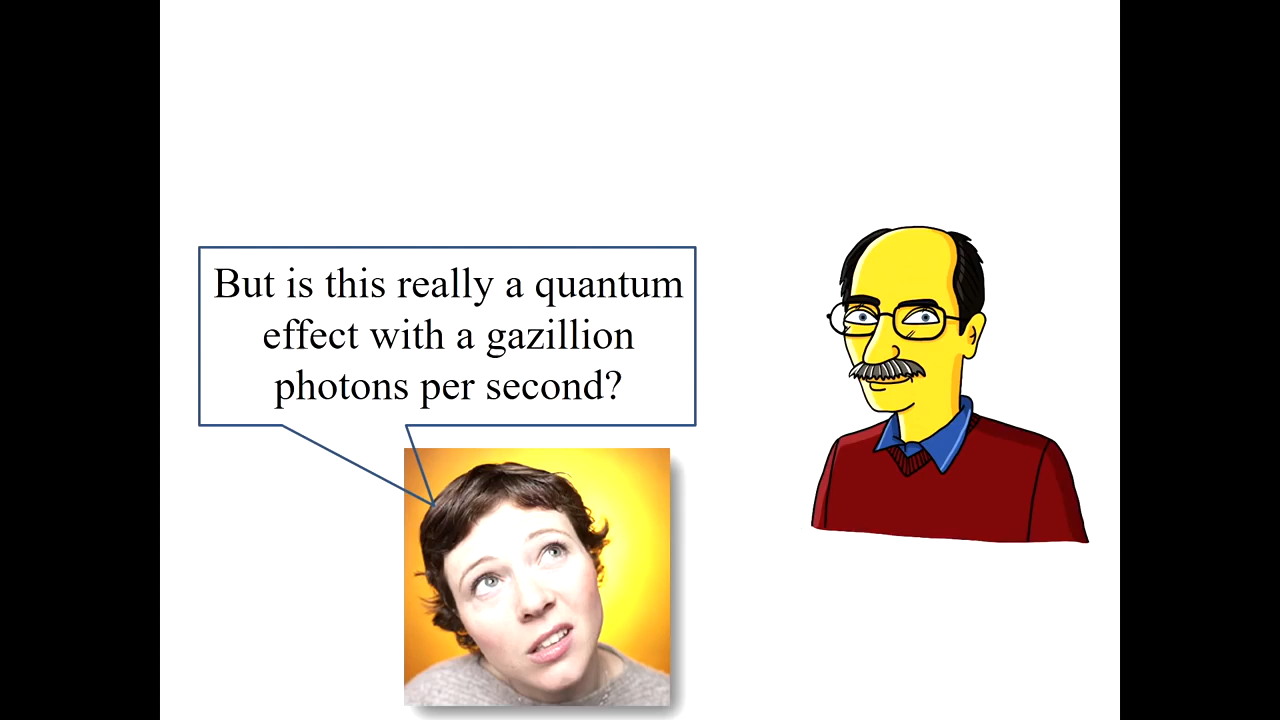 But is this really a quantum
effect with a gazillion
photons per second?